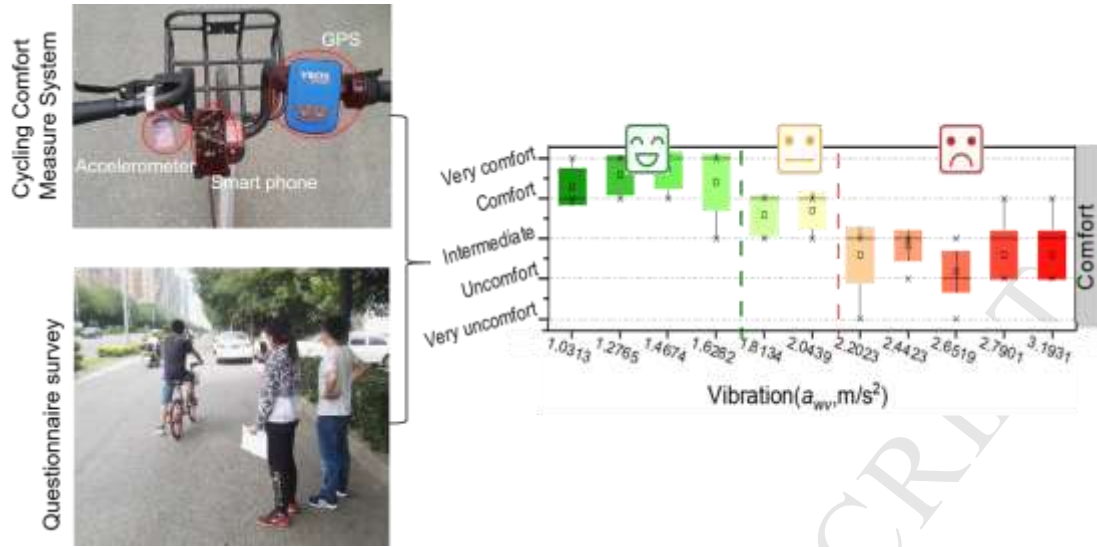 Cycling Comfort
Measure System
GPS
Accelerometer
Smart phone
Questionnaire survey
Very comfort
Comfort
Intermediate
Uncomfort
Very uncomfort
1.0313
1.2765
1.4674
1.6262
1.8134
2.0439
2.2023
2.4423
2.6519
2.7901
3.1931
Vibration(awv,m/s²)
Comfort
CRIPT